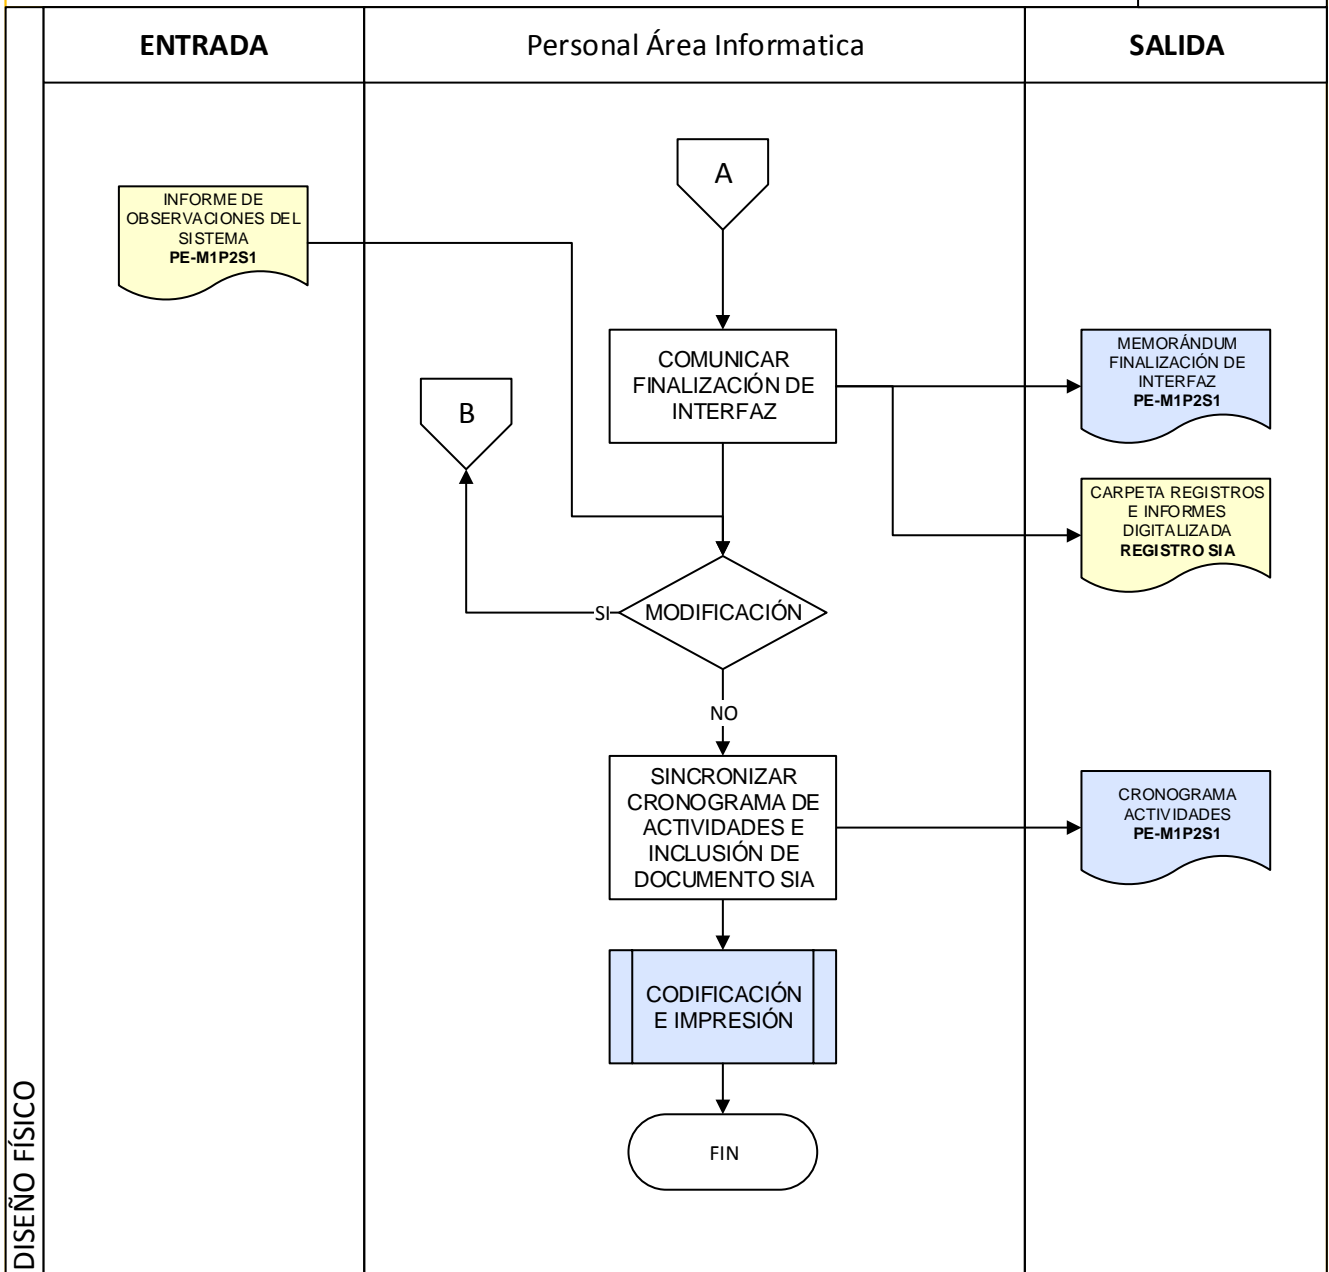 ENTRADA
Personal Área Informatica
SALIDA
A
INFORME DE
OBSERVACIONES DEL
SISTEMA
PE-M1P2S1
COMUNICAR
FINALIZACIÓN DE
INTERFAZ
MEMORÁNDUM
FINALIZACIÓN DE
INTERFAZ
PE-M1P2S1
B
CARPETA REGISTROS
E INFORMES
DIGITALIZADA
REGISTRO SIA
SI
MODIFICACIÓN
NO
SINCRONIZAR
CRONOGRAMA DE
ACTIVIDADES E
INCLUSIÓN DE
DOCUMENTO SIA
CRONOGRAMA
ACTIVIDADES
PE-M1P2S1
CODIFICACIÓN
E IMPRESIÓN
FIN
DISEÑO FÍSICO